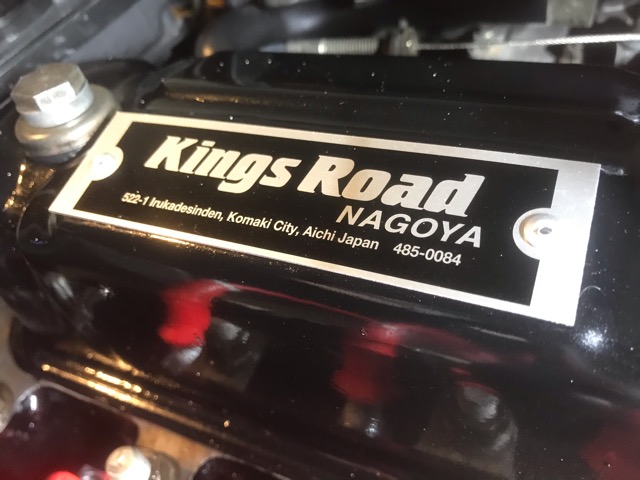 Kings Road
NAGOYA
522-1 Irukadesinden, Komaki City, Aichi Japan 485-0084